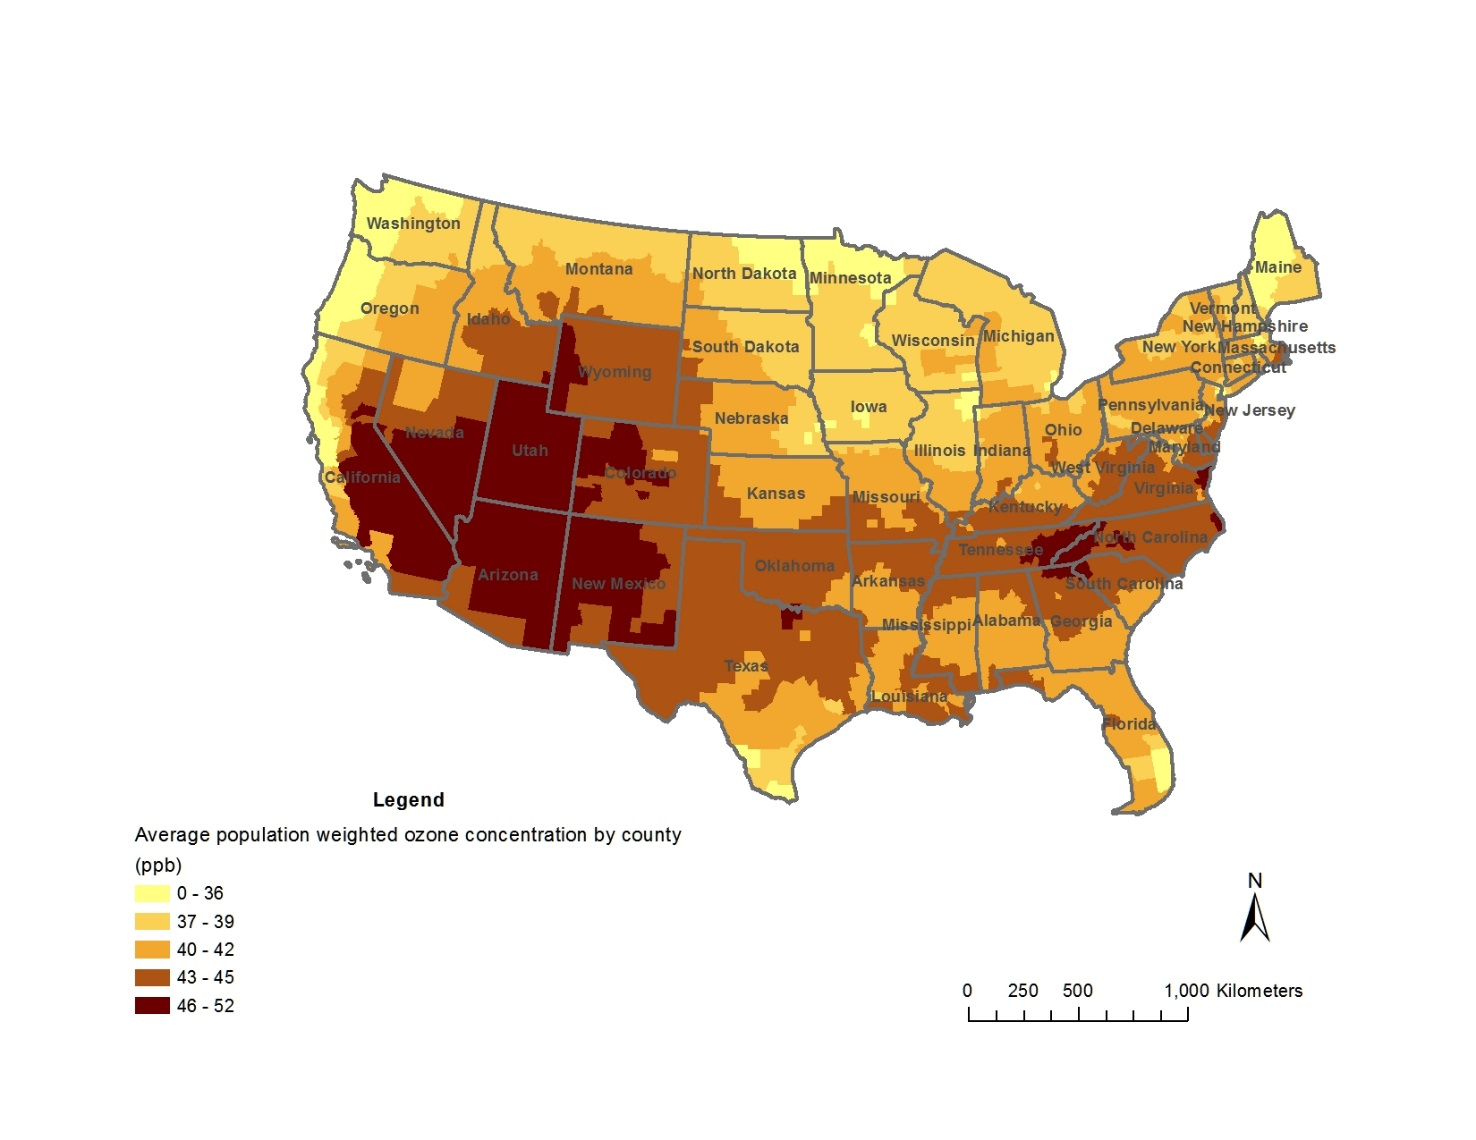 Washington
Montana
North Dakota
Minnesota
Maine
Oregon
Idaho
South Dakota
Wisconsin
Michigan
Vermont
New Hampshire
New York
Massachusetts
Connecticut
Wyoming
Nebraska
Iowa
Pennsylvania
New Jersey
Nevada
Utah
Colorado
Illinois
Indiana
Ohio
Delaware
Maryland
West Virginia
Virginia
California
Kansas
Missouri
Kentucky
Arizona
New Mexico
Oklahoma
Arkansas
Tennessee
North Carolina
South Carolina
Mississippi
Alabama
Georgia
Texas
Louisiana
Florida
Legend
Average population weighted ozone concentration by county
(ppb)
0 - 36
37 - 39
40 - 42
43 - 45
46 - 52
N
0 250 500 1,000 Kilometers